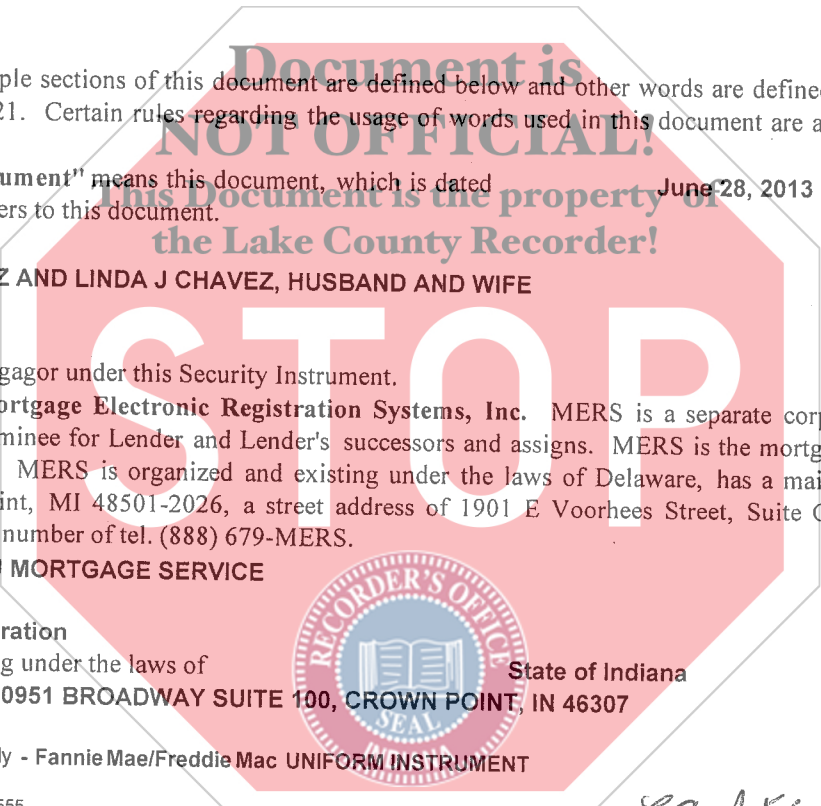 Document is
ple sections of this document are defined below and other words are define
21. Certain rules regarding the usage of words used in this document are a
NOT OFFICIAL!
ument" means this document, which is dated June 28, 2013
This Document is the property of
ers to this document.
the Lake County Recorder!
Z AND LINDA J CHAVEZ, HUSBAND AND WIFE
STOP
gagor under this Security Instrument.
ortgage Electronic Registration Systems, Inc. MERS is a separate corp
minee for Lender and Lender's successors and assigns. MERS is the mortg
MERS is organized and existing under the laws of Delaware, has a mai
int, MI 48501-2026, a street address of 1901 E Voorhees Street, Suite C
number of tel. (888) 679-MERS.
MORTGAGE SERVICE
RECORDER'S OFFICE
ration
g under the laws of State of Indiana
0951 BROADWAY SUITE 100, CROWN POINT, IN 46307
SEAL
INDIANA
ly - Fannie Mae/Freddie Mac UNIFORM INSTRUMENT